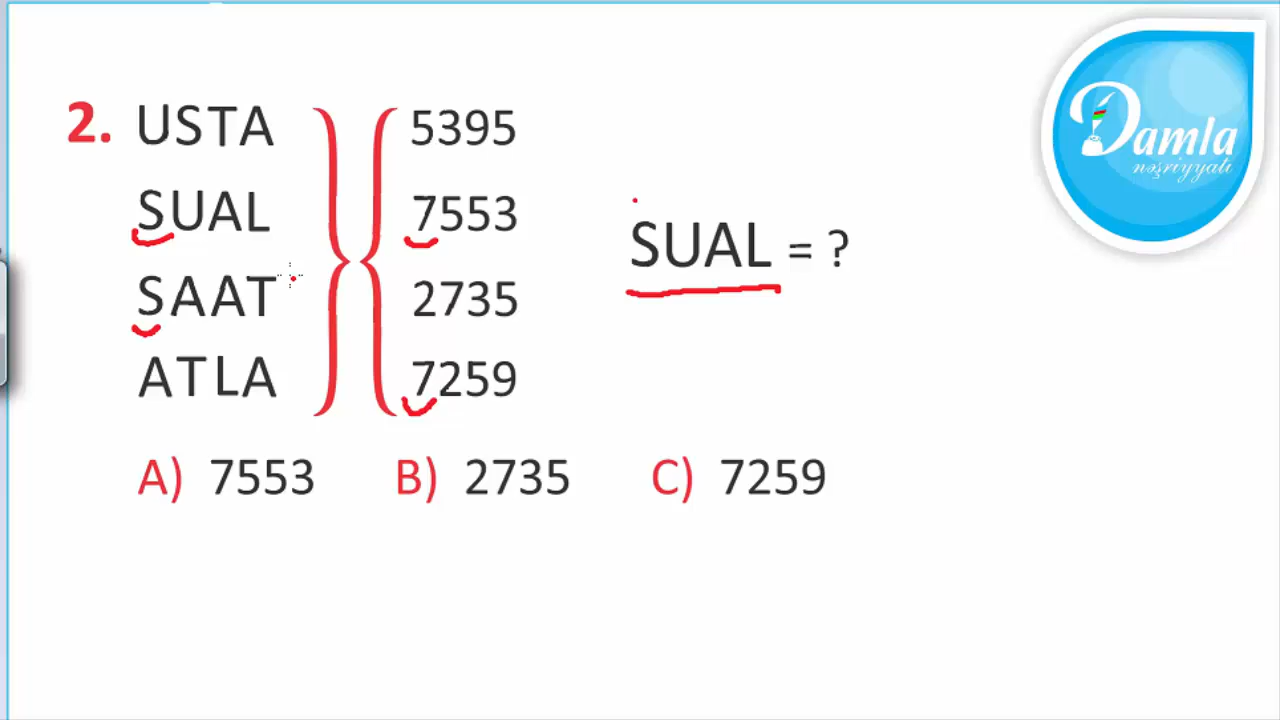 2. USTA 5395
SUAL 7553
SAAT 2735
ATLA 7259
SUAL = ?
A) 7553 B) 2735 C) 7259
Damla
nəşriyyatı